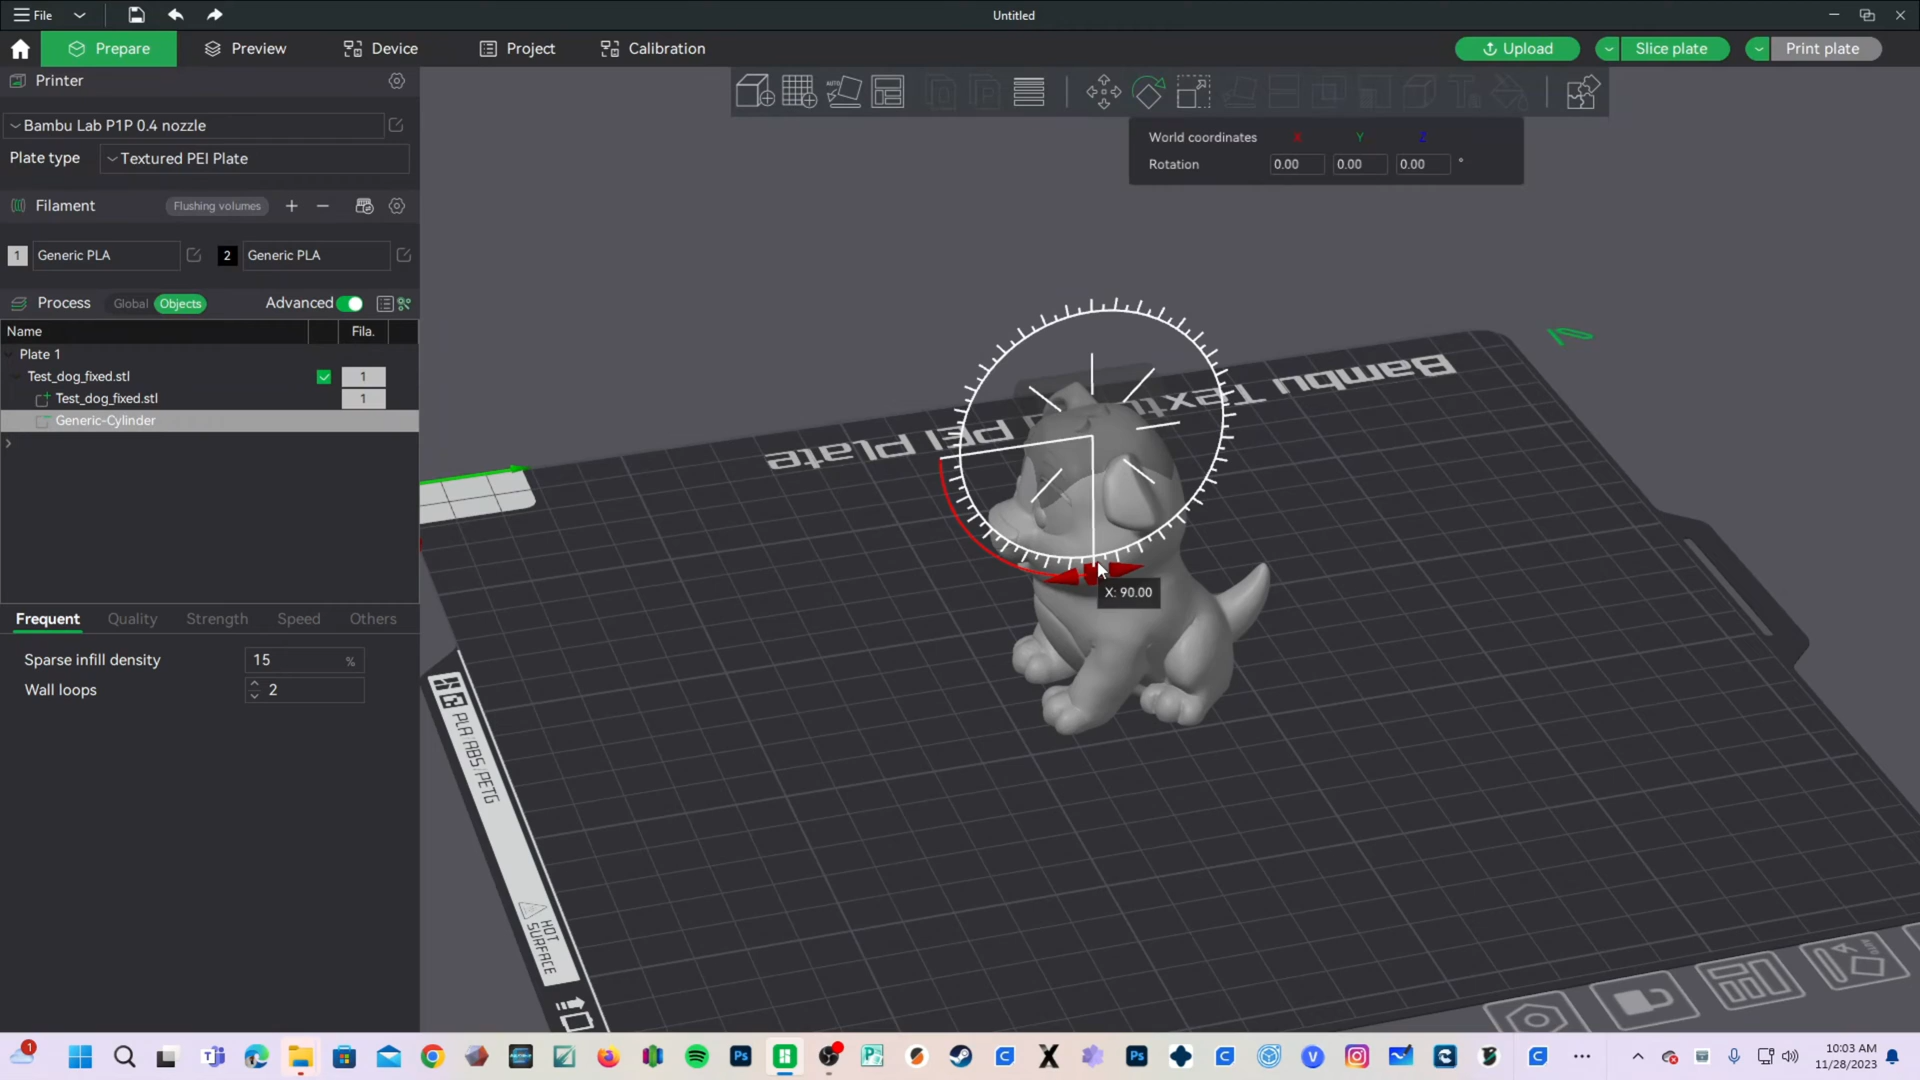 File
Untitled
Prepare
Preview
Device
Project
Calibration
Upload
Slice plate
Print plate
Printer
Bambu Lab P1P 0.4 nozzle
Plate type
Textured PEI Plate
Filament
Flushing volumes
1
Generic PLA
2
Generic PLA
Process
Global
Objects
Advanced
Name
Fila.
Plate 1
Test_dog_fixed.stl
1
Test_dog_fixed.stl
1
Generic-Cylinder
Frequent
Quality
Strength
Speed
Others
Sparse infill density
15
%
Wall loops
2
AUTO
World coordinates
X
Y
Z
Rotation
0.00
0.00
0.00
°
Bambu Textu
PEI Plate
X: 90.00
PLA/ABS/PETG
HOT
SURFACE
1
10:03 AM
11/28/2023